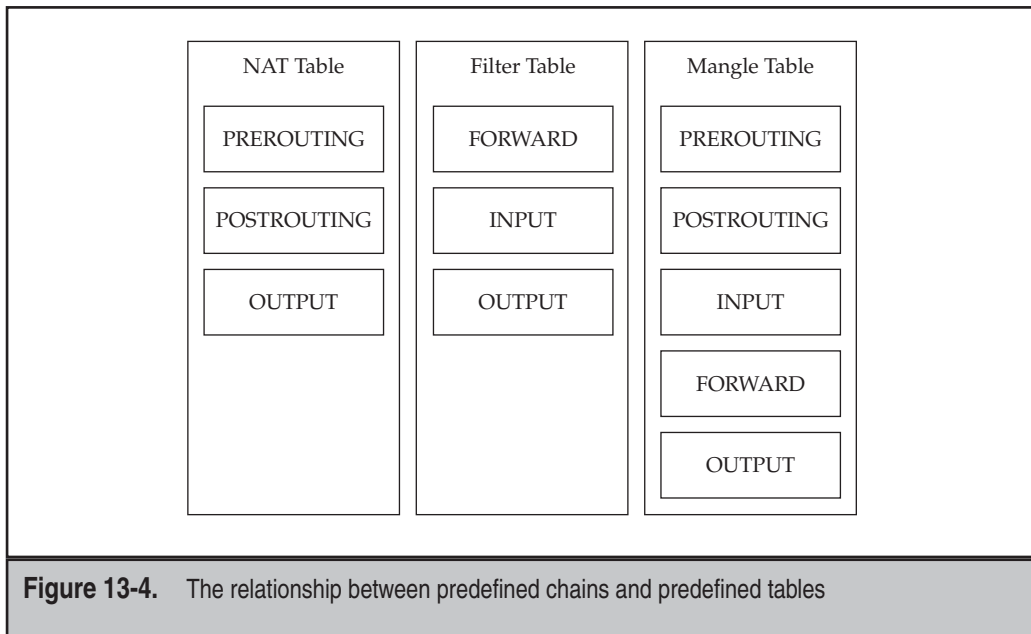 NAT Table
PREROUTING
POSTROUTING
OUTPUT
Filter Table
FORWARD
INPUT
OUTPUT
Mangle Table
PREROUTING
POSTROUTING
INPUT
FORWARD
OUTPUT
Figure 13-4. The relationship between predefined chains and predefined tables